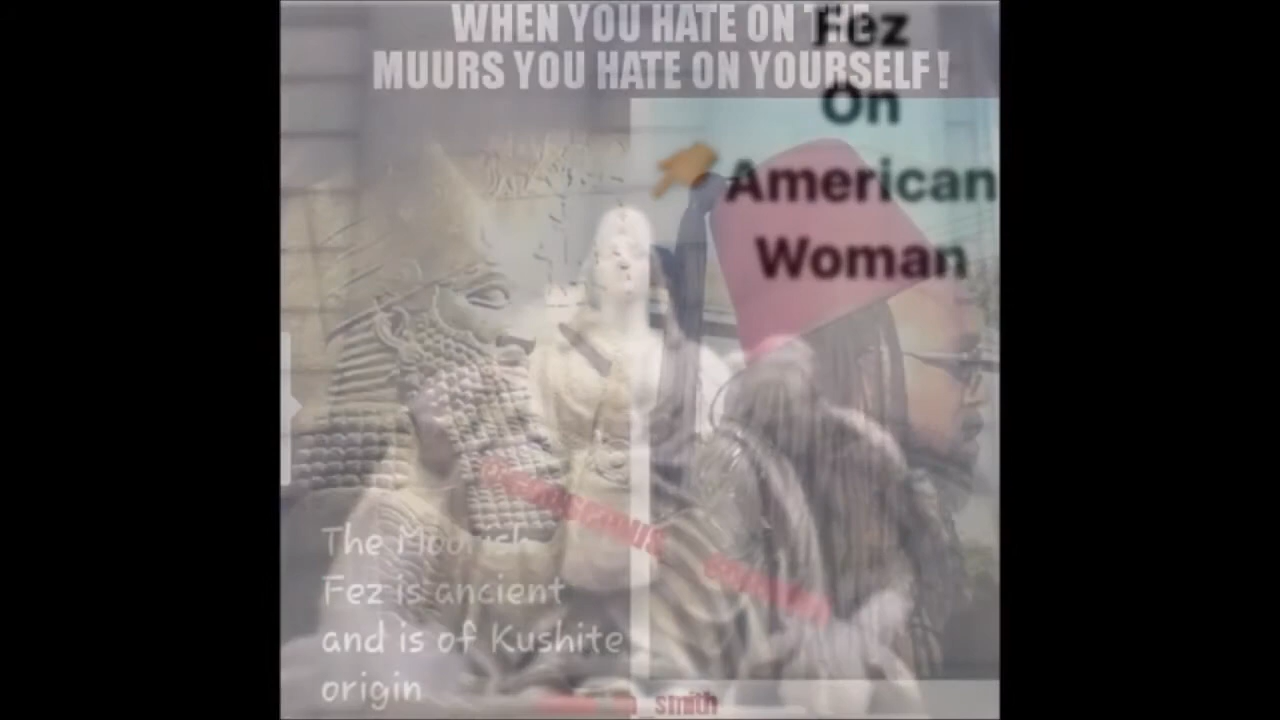 WHEN YOU HATE ON THE
MUURS YOU HATE ON YOURSELF!
Fez
On
American
Woman
The Moorish
Fez is ancient
and is of Kushite
origin
smith